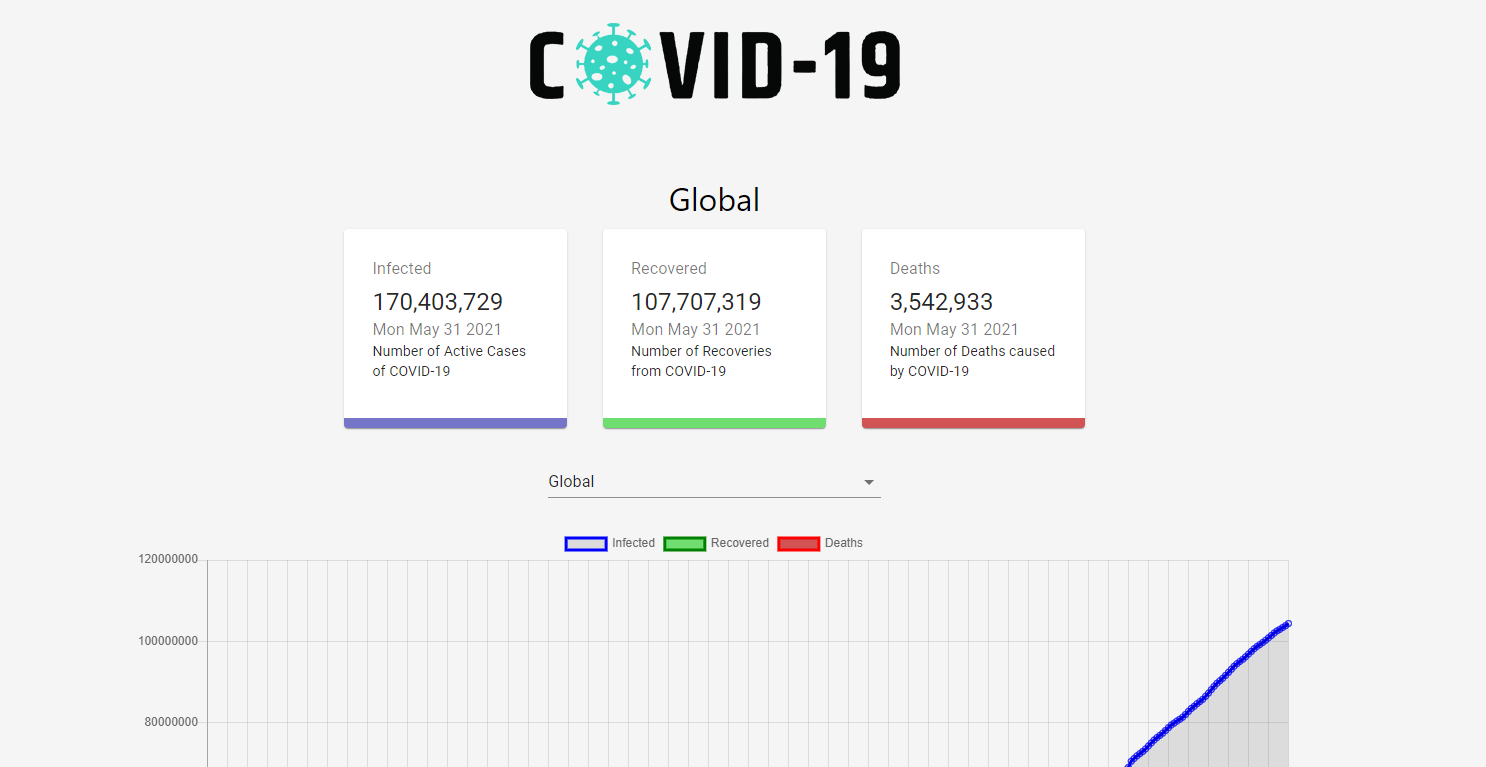 COVID-19
Global
Infected
170,403,729
Mon May 31 2021
Number of Active Cases
of COVID-19
Recovered
107,707,319
Mon May 31 2021
Number of Recoveries
from COVID-19
Deaths
3,542,933
Mon May 31 2021
Number of Deaths caused
by COVID-19
Global
Infected Recovered Deaths
120000000
100000000
80000000